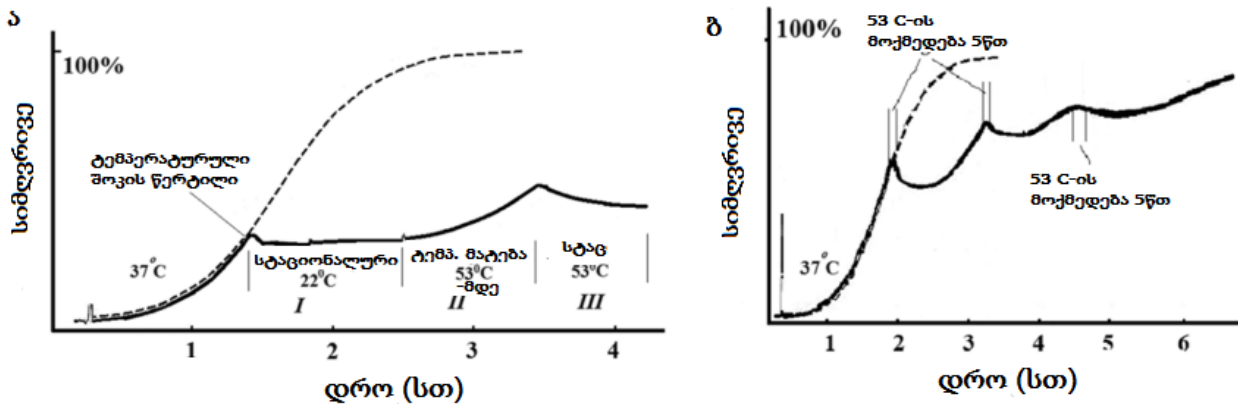 ა
100%
სიმღვრივე
ტემპერატურული
შოკის წერტილი
37°C
სტაციონალური
22⁰C
I
ტემპ. მატება
53⁰C
-მდე
II
სტაც
53°C
III
1
2
3
4
დრო (სთ)
ბ
100%
სიმღვრივე
53 C-ის
მოქმედება 5წთ
37°C
53 C-ის
მოქმედება 5წთ
1
2
3
4
5
6
დრო (სთ)